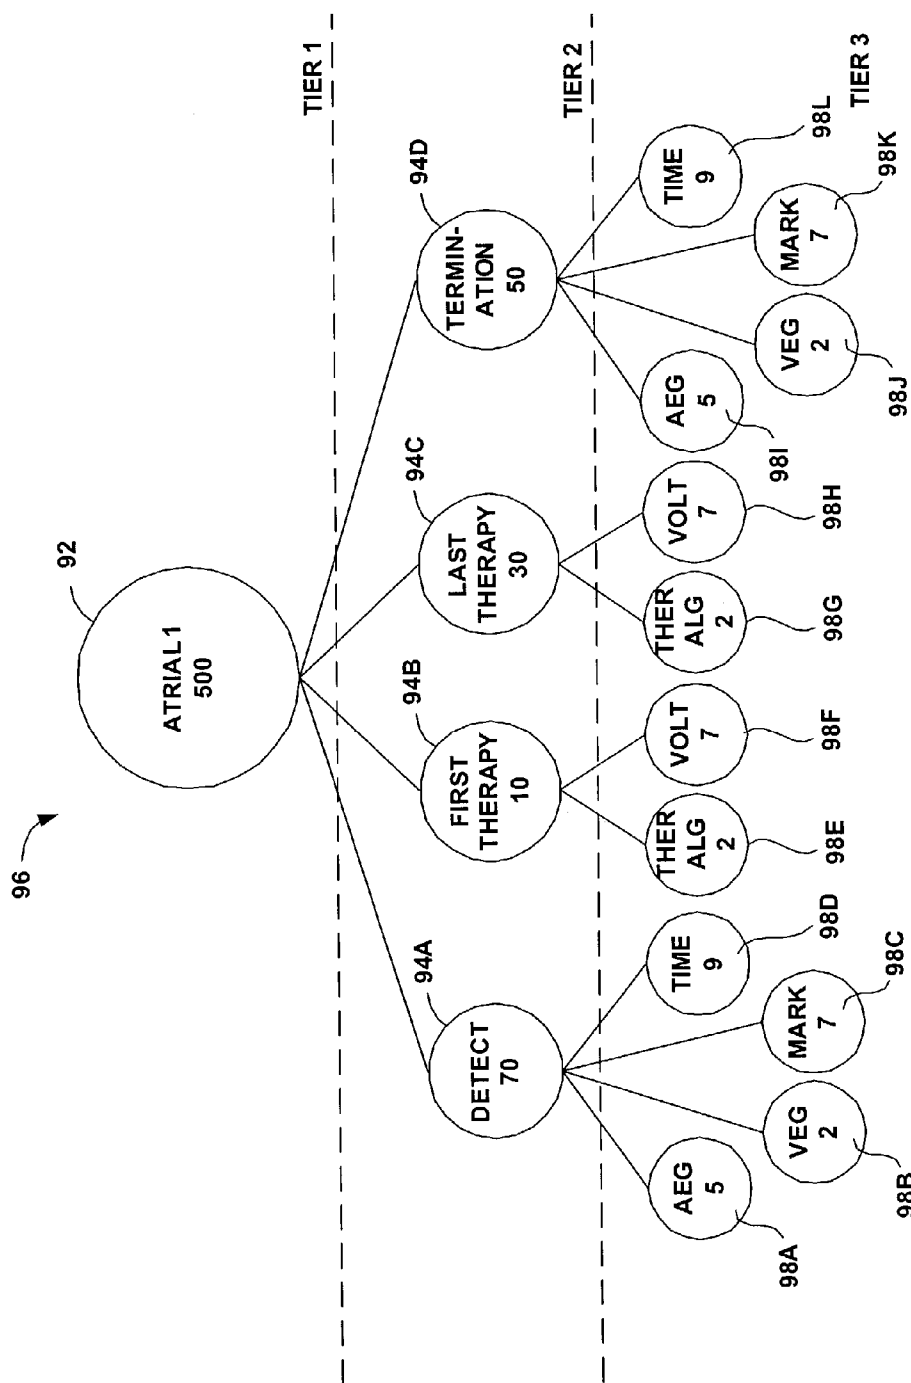 96
92
ATRIAL1
500
TIER 1
94A
DETECT
70
94B
FIRST
THERAPY
10
94C
LAST
THERAPY
30
94D
TERMIN-
ATION
50
TIER 2
AEG
5
98A
VEG
2
98B
MARK
7
98C
TIME
9
98D
THER
ALG
2
98E
VOLT
7
98F
THER
ALG
2
98G
VOLT
7
98H
AEG
5
98I
VEG
2
98J
MARK
7
98K
TIME
9
98L
TIER 3